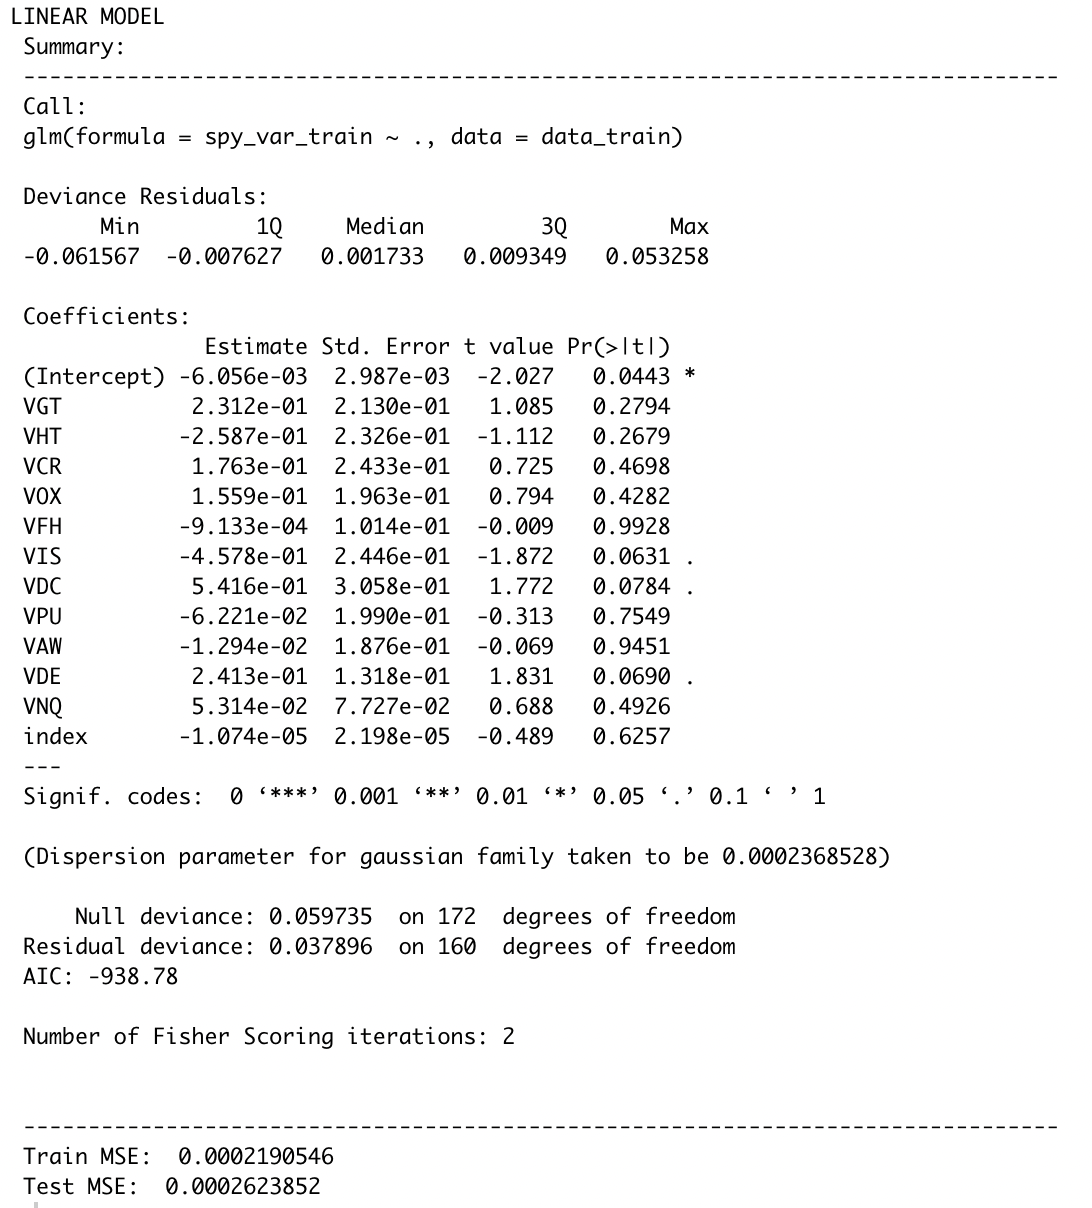 LINEAR MODEL
Summary:
--------------------------------------------------------------------------------
Call:
glm(formula = spy_var_train ~ ., data = data_train)
Deviance Residuals:
Min 1Q Median 3Q Max
-0.061567 -0.007627 0.001733 0.009349 0.053258
Coefficients:
Estimate Std. Error t value Pr(>|t|)
(Intercept) -6.056e-03 2.987e-03 -2.027 0.0443 *
VGT 2.312e-01 2.130e-01 1.085 0.2794
VHT -2.587e-01 2.326e-01 -1.112 0.2679
VCR 1.763e-01 2.433e-01 0.725 0.4698
VOX 1.559e-01 1.963e-01 0.794 0.4282
VFH -9.133e-04 1.014e-01 -0.009 0.9928
VIS -4.578e-01 2.446e-01 -1.872 0.0631 .
VDC 5.416e-01 3.058e-01 1.772 0.0784 .
VPU -6.221e-02 1.990e-01 -0.313 0.7549
VAW -1.294e-02 1.876e-01 -0.069 0.9451
VDE 2.413e-01 1.318e-01 1.831 0.0690 .
VNQ 5.314e-02 7.727e-02 0.688 0.4926
index -1.074e-05 2.198e-05 -0.489 0.6257
---
Signif. codes: 0 ‘***’ 0.001 ‘**’ 0.01 ‘*’ 0.05 ‘.’ 0.1 ‘ ’ 1
(Dispersion parameter for gaussian family taken to be 0.0002368528)
Null deviance: 0.059735 on 172 degrees of freedom
Residual deviance: 0.037896 on 160 degrees of freedom
AIC: -938.78
Number of Fisher Scoring iterations: 2
--------------------------------------------------------------------------------
Train MSE: 0.0002190546
Test MSE: 0.0002623852